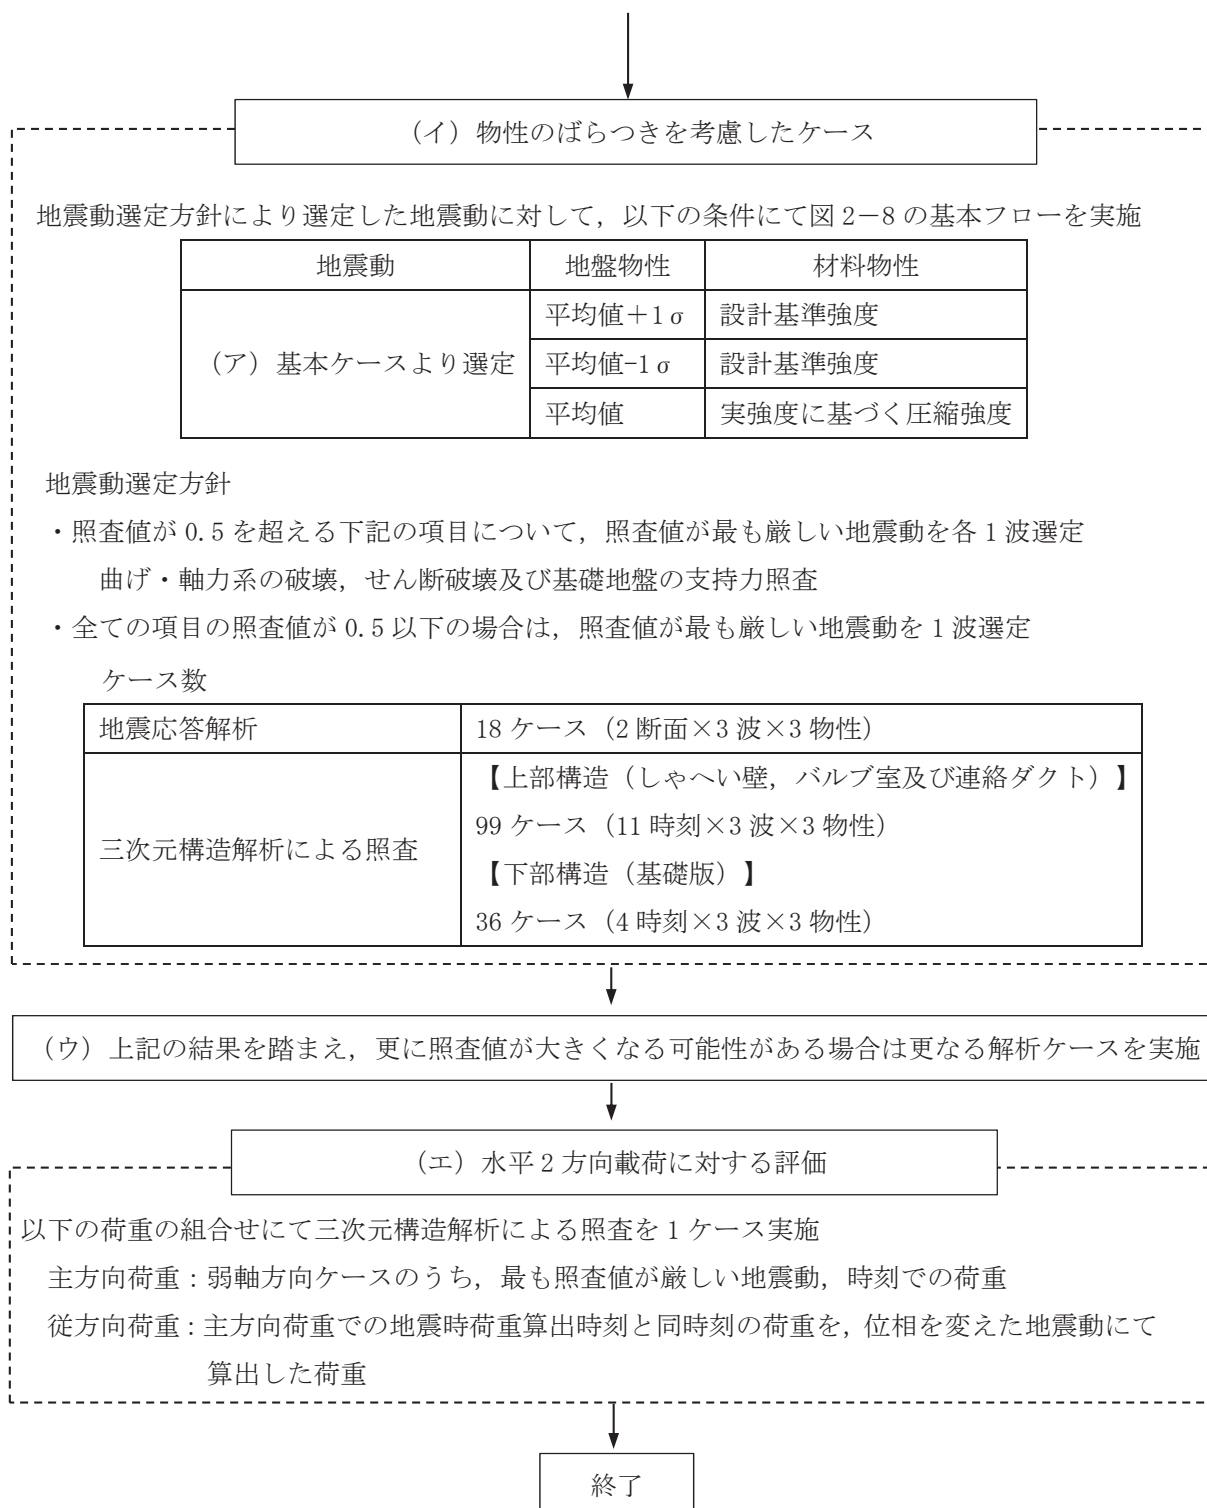 （イ）物性のばらつきを考慮したケース
地震動選定方針により選定した地震動に対して，以下の条件にて図 2－8 の基本フローを実施
地震動 地盤物性 材料物性
平均値＋1σ 設計基準強度
（ア）基本ケースより選定 平均値-1σ 設計基準強度
平均値 実強度に基づく圧縮強度
地震動選定方針
・照査値が 0.5 を超える下記の項目について，照査値が最も厳しい地震動を各 1 波選定
曲げ・軸力系の破壊，せん断破壊及び基礎地盤の支持力照査
・全ての項目の照査値が 0.5 以下の場合は，照査値が最も厳しい地震動を 1 波選定
ケース数
地震応答解析 18 ケース（2 断面×3 波×3 物性）
【上部構造（しゃへい壁，バルブ室及び連絡ダクト）】
99 ケース（11 時刻×3 波×3 物性）
三次元構造解析による照査
【下部構造（基礎版）】
36 ケース（4 時刻×3 波×3 物性）
（ウ）上記の結果を踏まえ，更に照査値が大きくなる可能性がある場合は更なる解析ケースを実施
（エ）水平 2 方向載荷に対する評価
以下の荷重の組合せにて三次元構造解析による照査を 1 ケース実施
主方向荷重：弱軸方向ケースのうち，最も照査値が厳しい地震動，時刻での荷重
従方向荷重：主方向荷重での地震時荷重算出時刻と同時刻の荷重を，位相を変えた地震動にて
算出した荷重
終了